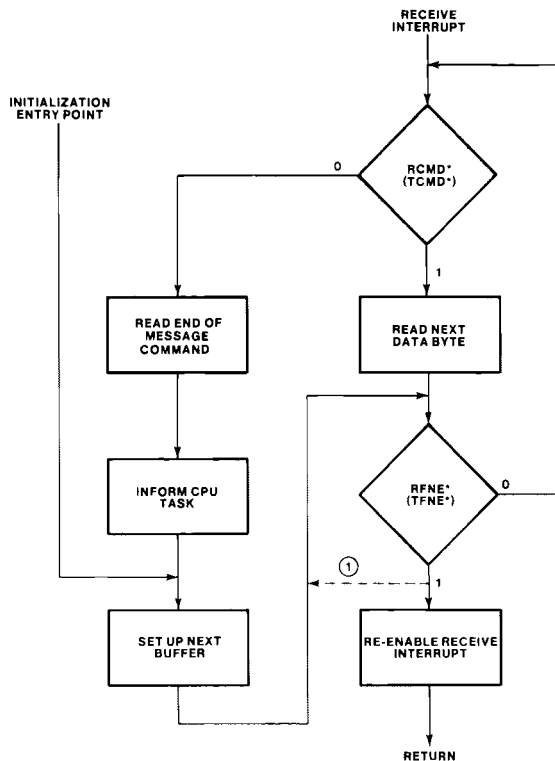 RECEIVE
INTERRUPT
INITIALIZATION
ENTRY POINT
RCMD*
(TCMD*)
0
1
READ END OF
MESSAGE
COMMAND
READ NEXT
DATA BYTE
INFORM CPU
TASK
RFNE*
(TFNE*)
0
1
1
SET UP NEXT
BUFFER
RE-ENABLE RECEIVE
INTERRUPT
RETURN